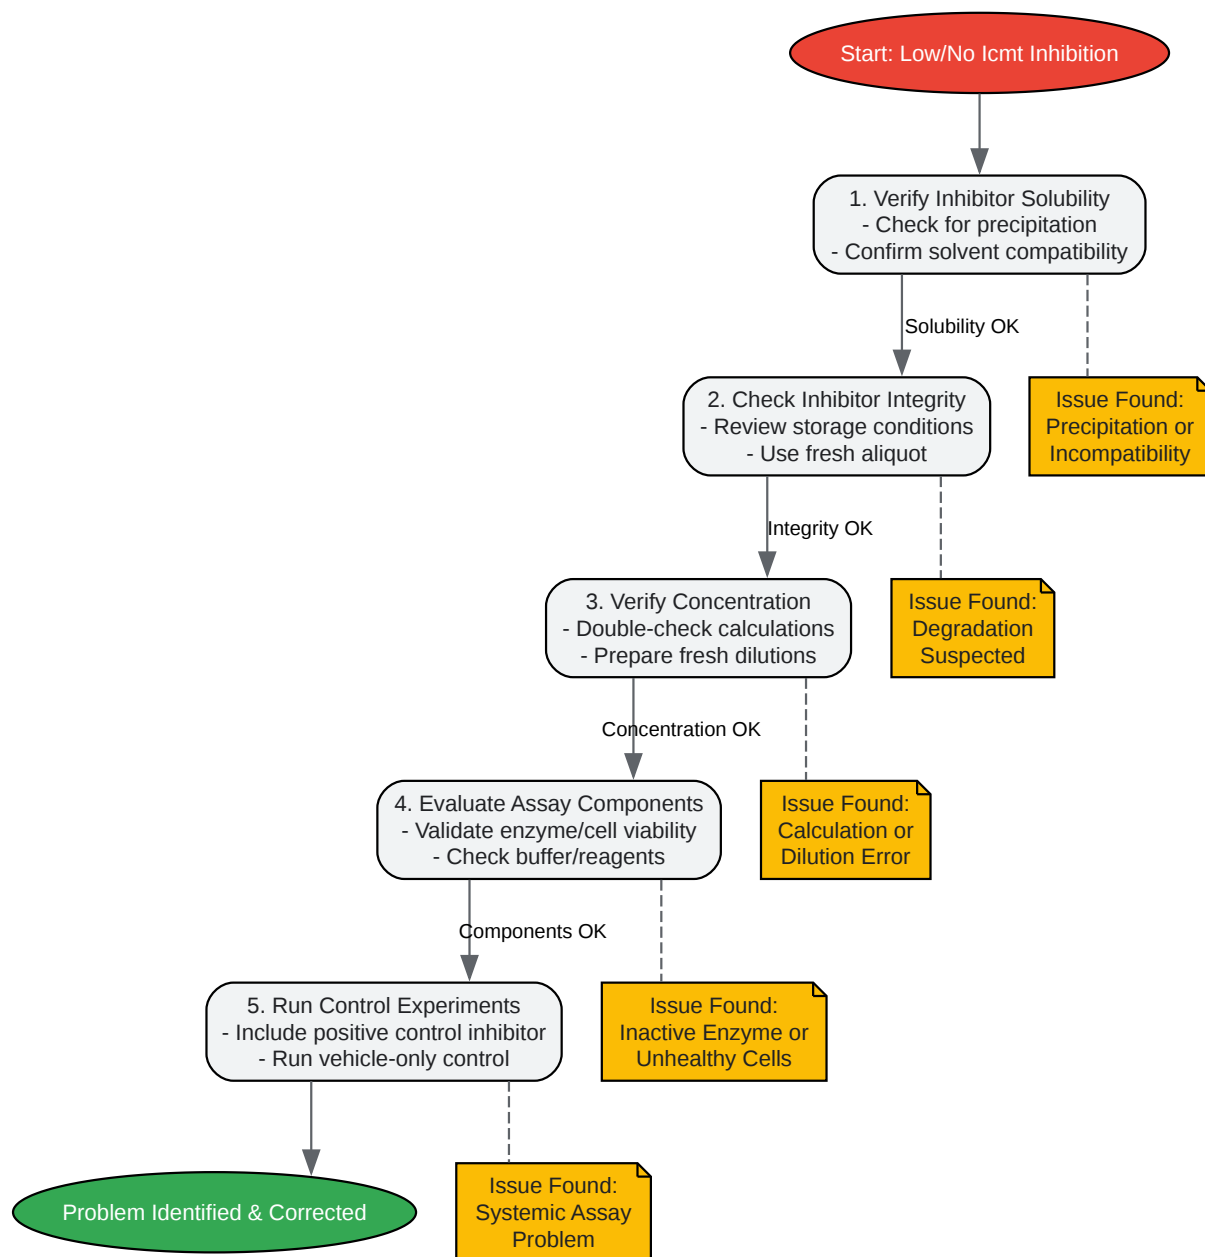 Start: Low/No Icmt Inhibition
1. Verify Inhibitor Solubility
- Check for precipitation
- Confirm solvent compatibility
Solubility OK
2. Check Inhibitor Integrity
- Review storage conditions
- Use fresh aliquot
Issue Found:
Precipitation or
Incompatibility
Integrity OK
3. Verify Concentration
- Double-check calculations
- Prepare fresh dilutions
Issue Found:
Degradation
Suspected
Concentration OK
4. Evaluate Assay Components
- Validate enzyme/cell viability
- Check buffer/reagents
Issue Found:
Calculation or
Dilution Error
Components OK
5. Run Control Experiments
- Include positive control inhibitor
- Run vehicle-only control
Issue Found:
Inactive Enzyme or
Unhealthy Cells
Problem Identified & Corrected
Issue Found:
Systemic Assay
Problem